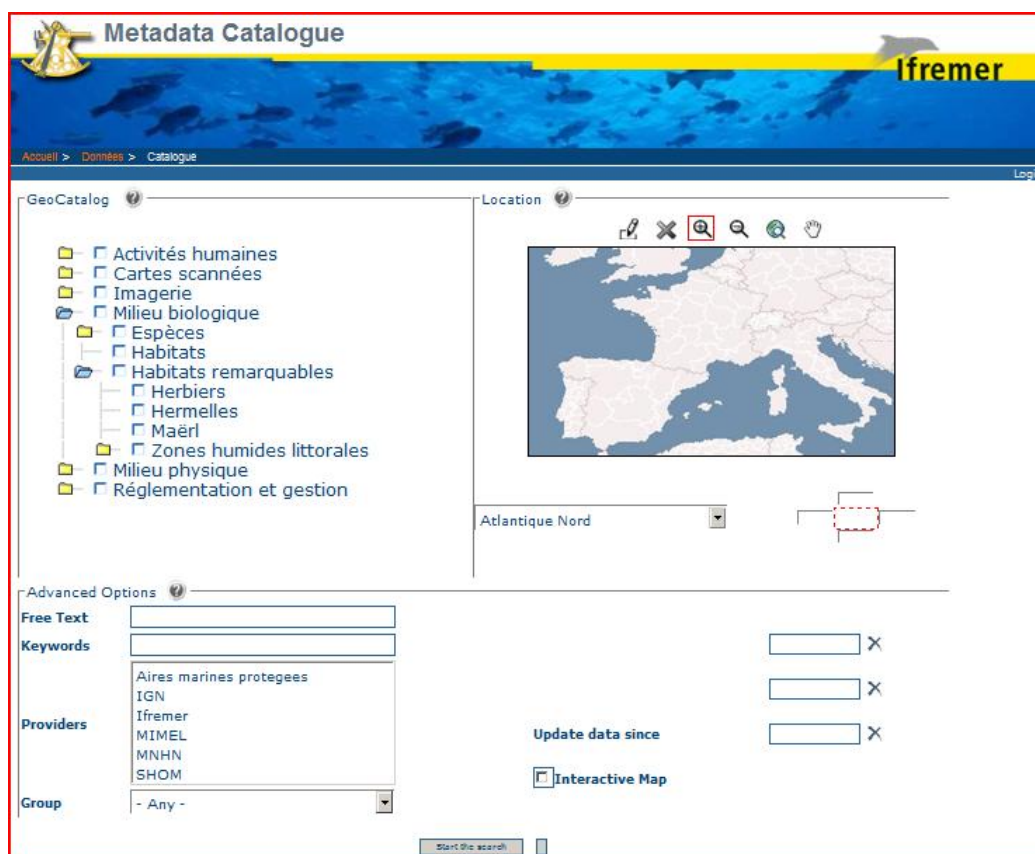 Metadata Catalogue
Ifremer
Accueil > Données > Catalogue
Logi
GeoCatalog
Activités humaines
Cartes scannées
Imagerie
Milieu biologique
Espèces
Habitats
Habitats remarquables
Herbiers
Hermelles
Maërl
Zones humides littorales
Milieu physique
Réglementation et gestion
Location
Atlantique Nord
Advanced Options
Free Text
Keywords
Providers
Aires marines protegees
IGN
Ifremer
MIMEL
MNHN
SHOM
Group
- Any -
Update data since
Interactive Map
Start the search